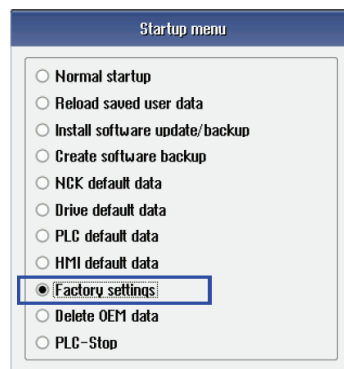 Startup menu
Normal startup
Reload saved user data
Install software update/backup
Create software backup
NCK default data
Drive default data
PLC default data
HMI default data
Factory settings
Delete OEM data
PLC-Stop